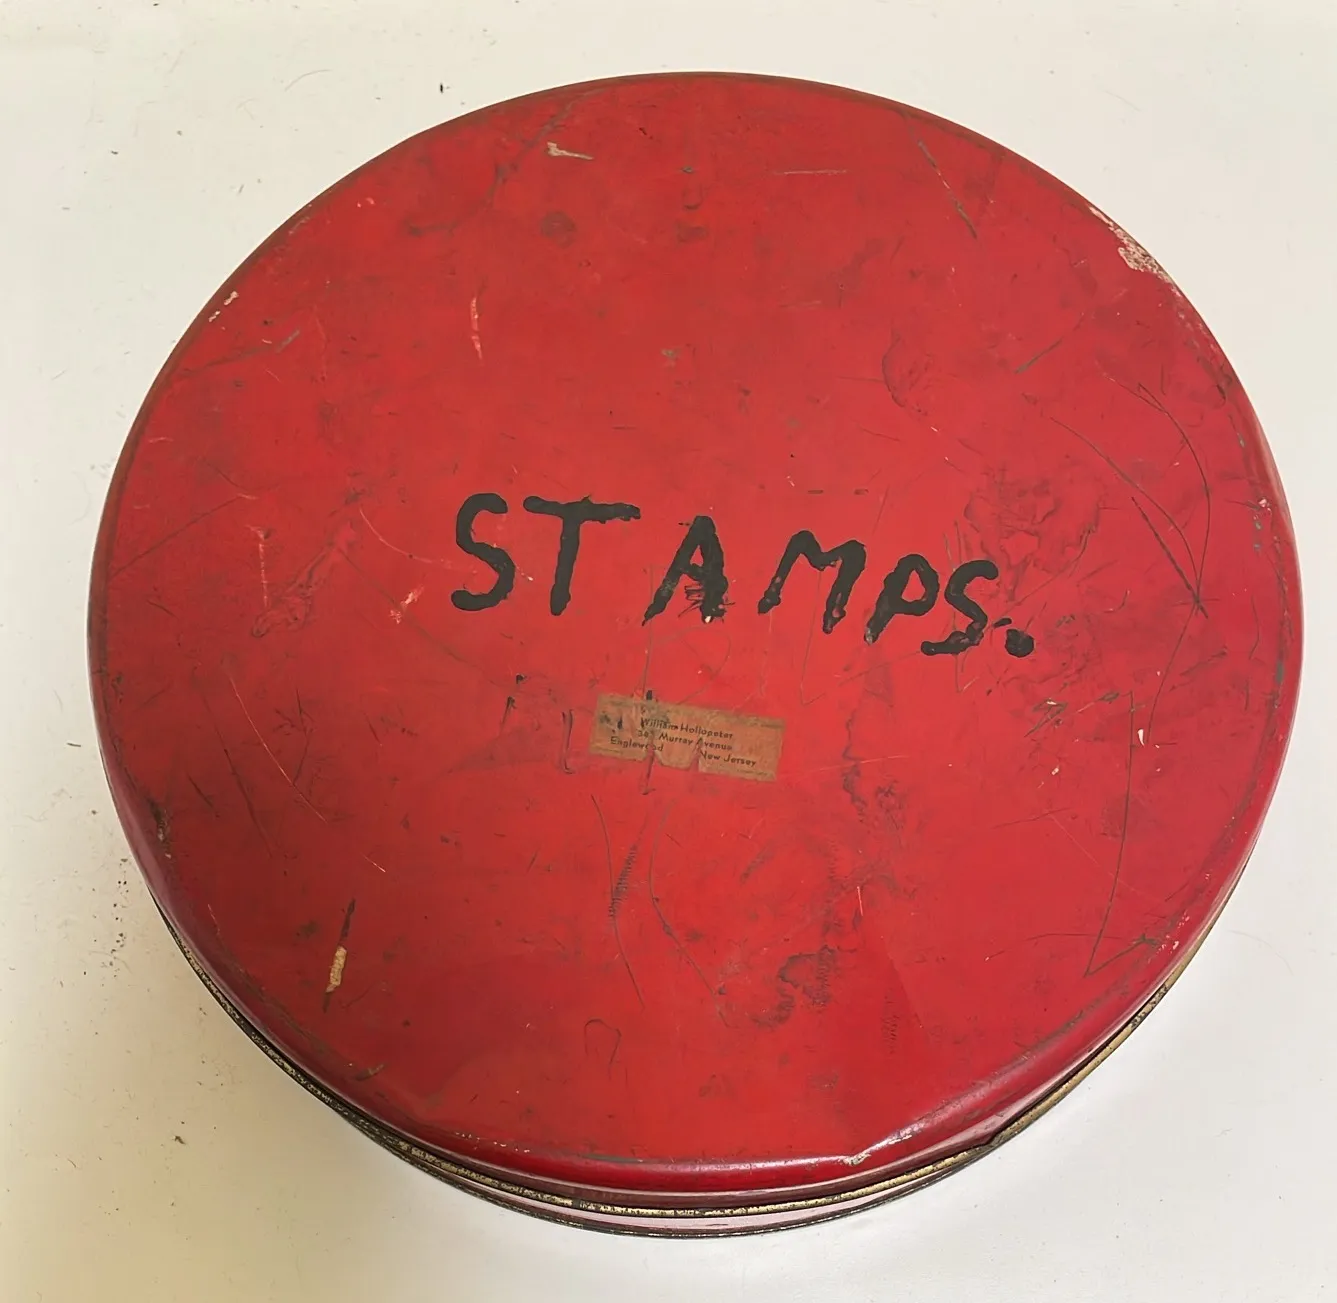 STAMPS.
William Hollopeter
Murray Avenue
Englewood New Jersey